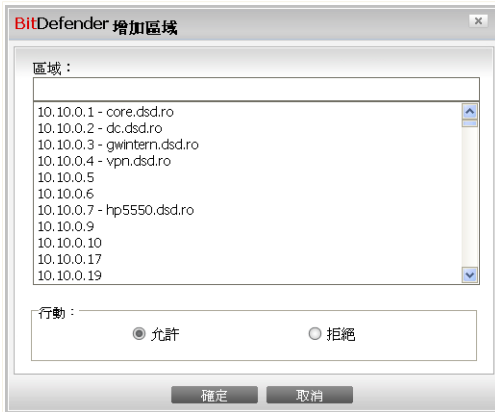 BitDefender 增加區域
區域：
10.10.0.1 - core.dsd.ro
10.10.0.2 - dc.dsd.ro
10.10.0.3 - gwintern.dsd.ro
10.10.0.4 - vpn.dsd.ro
10.10.0.5
10.10.0.6
10.10.0.7 - hp5550.dsd.ro
10.10.0.9
10.10.0.10
10.10.0.17
10.10.0.19
行動：
允許 拒絕
確定 取消